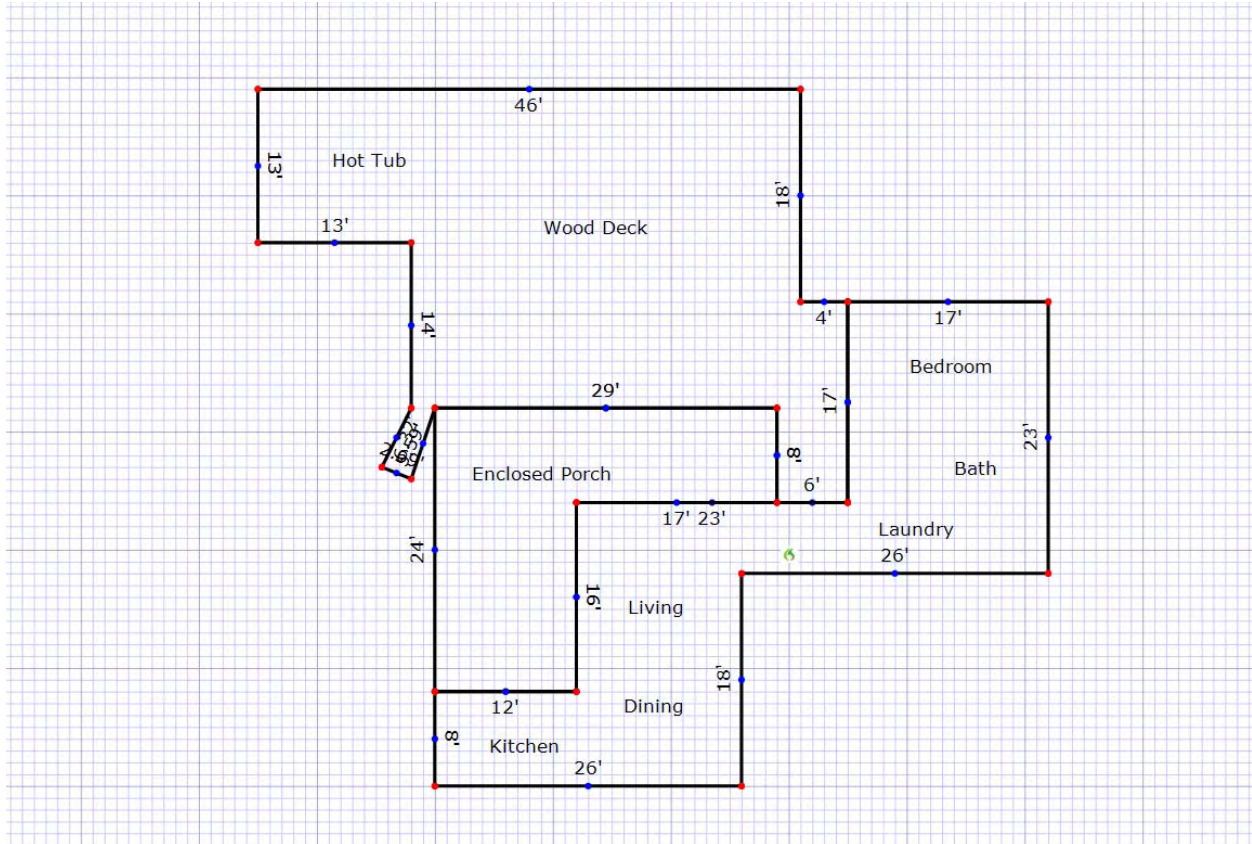 46'
13'
Hot Tub
18'
13'
Wood Deck
14'
4'
17'
Bedroom
29'
17'
23'
8'
Enclosed Porch
Bath
6'
17' 23'
Laundry
24'
26'
16'
Living
18'
12'
Dining
8'
Kitchen
26'